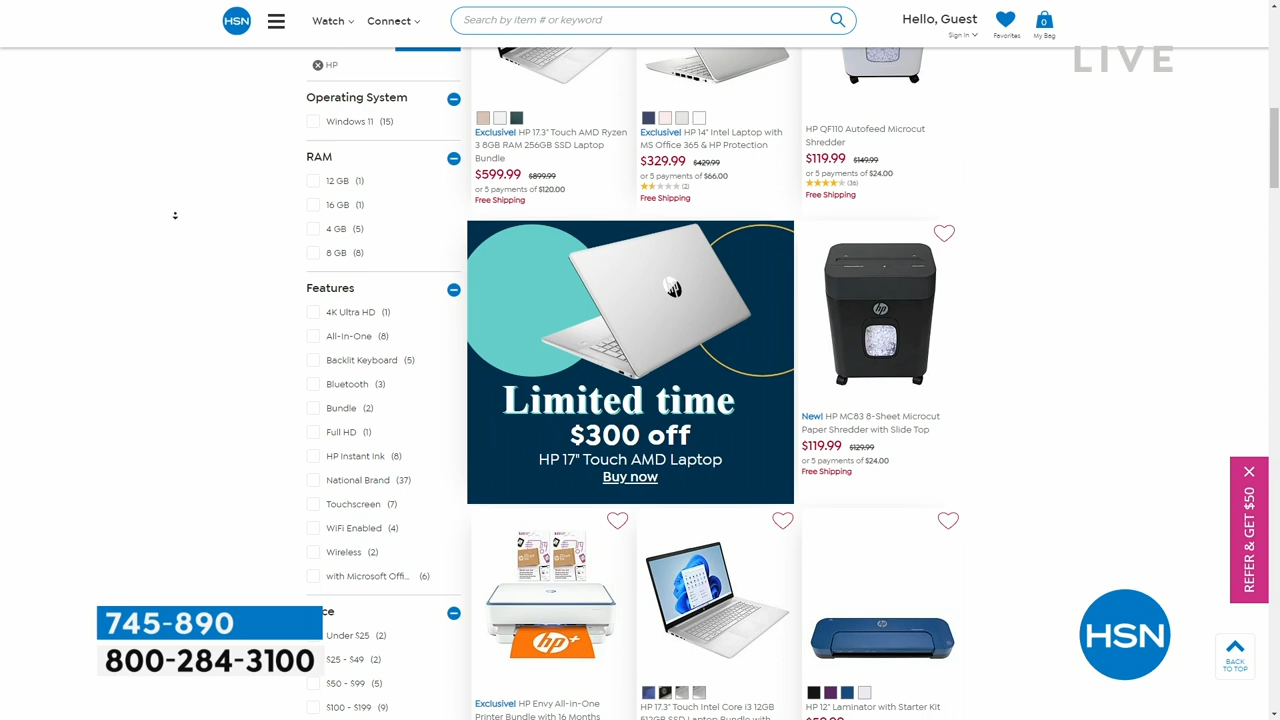 HSN
Watch
Connect
Search by item # or keyword
Hello, Guest
Sign In
Favorites
0
My Bag
LIVE
HP
Operating System
Windows 11 (15)
RAM
12 GB (1)
16 GB (1)
4 GB (5)
8 GB (8)
Features
4K Ultra HD (1)
All-In-One (8)
Backlit Keyboard (5)
Bluetooth (3)
Bundle (2)
Full HD (1)
HP Instant Ink (8)
National Brand (37)
Touchscreen (7)
WiFi Enabled (4)
Wireless (2)
with Microsoft Offi... (6)
ce
Under $25 (2)
$25 - $49 (2)
$50 - $99 (5)
$100 - $199 (9)
745-890
800-284-3100
Exclusive! HP 17.3" Touch AMD Ryzen
3 8GB RAM 256GB SSD Laptop
Bundle
$599.99 $899.99
or 5 payments of $120.00
Free Shipping
Exclusive! HP 14" Intel Laptop with
MS Office 365 & HP Protection
$329.99 $429.99
or 5 payments of $66.00
(2)
Free Shipping
HP QF110 Autofeed Microcut
Shredder
$119.99 $149.99
or 5 payments of $24.00
(36)
Free Shipping
hp
Limited time
$300 off
HP 17" Touch AMD Laptop
Buy now
hp
New! HP MC83 8-Sheet Microcut
Paper Shredder with Slide Top
$119.99 $129.99
or 5 payments of $24.00
Free Shipping
hp+
Exclusive! HP Envy All-in-One
Printer Bundle with 16 Months
HP 17.3" Touch Intel Core i3 12GB
512GB SSD Laptop Bundle with
hp
HP 12" Laminator with Starter Kit
REFER & GET $50
HSN
BACK
TO TOP